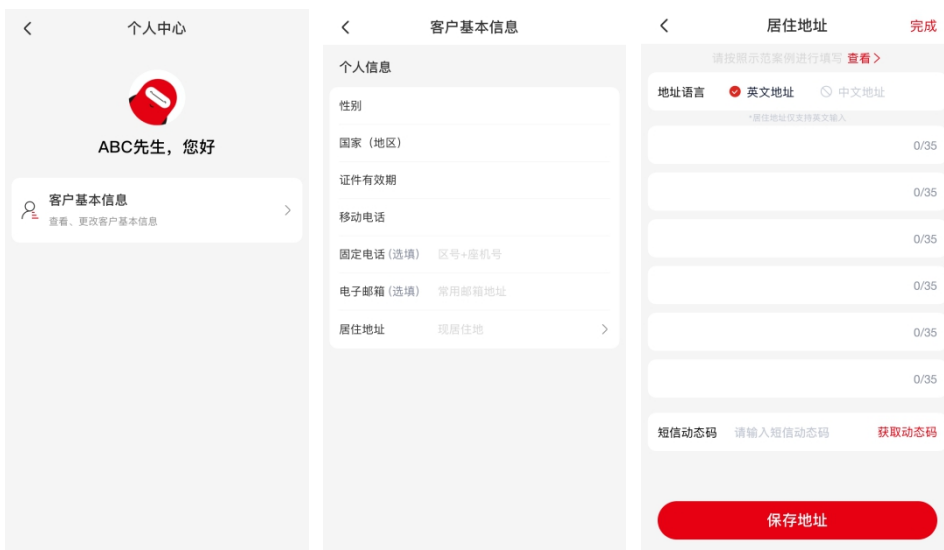 个人中心
ABC先生，您好
客户基本信息
查看、更改客户基本信息
客户基本信息
个人信息
性别
国家（地区）
证件有效期
移动电话
固定电话(选填) 区号+座机号
电子邮箱(选填) 常用邮箱地址
居住地址 现居住地
居住地址 完成
请按照示范案例进行填写 查看
地址语言 英文地址 中文地址
*居住地址仅支持英文输入
0/35
0/35
0/35
0/35
0/35
0/35
短信动态码 请输入短信动态码 获取动态码
保存地址